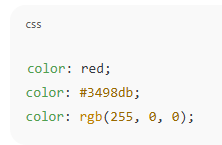 css
color: red;
color: #3498db;
color: rgb(255, 0, 0);